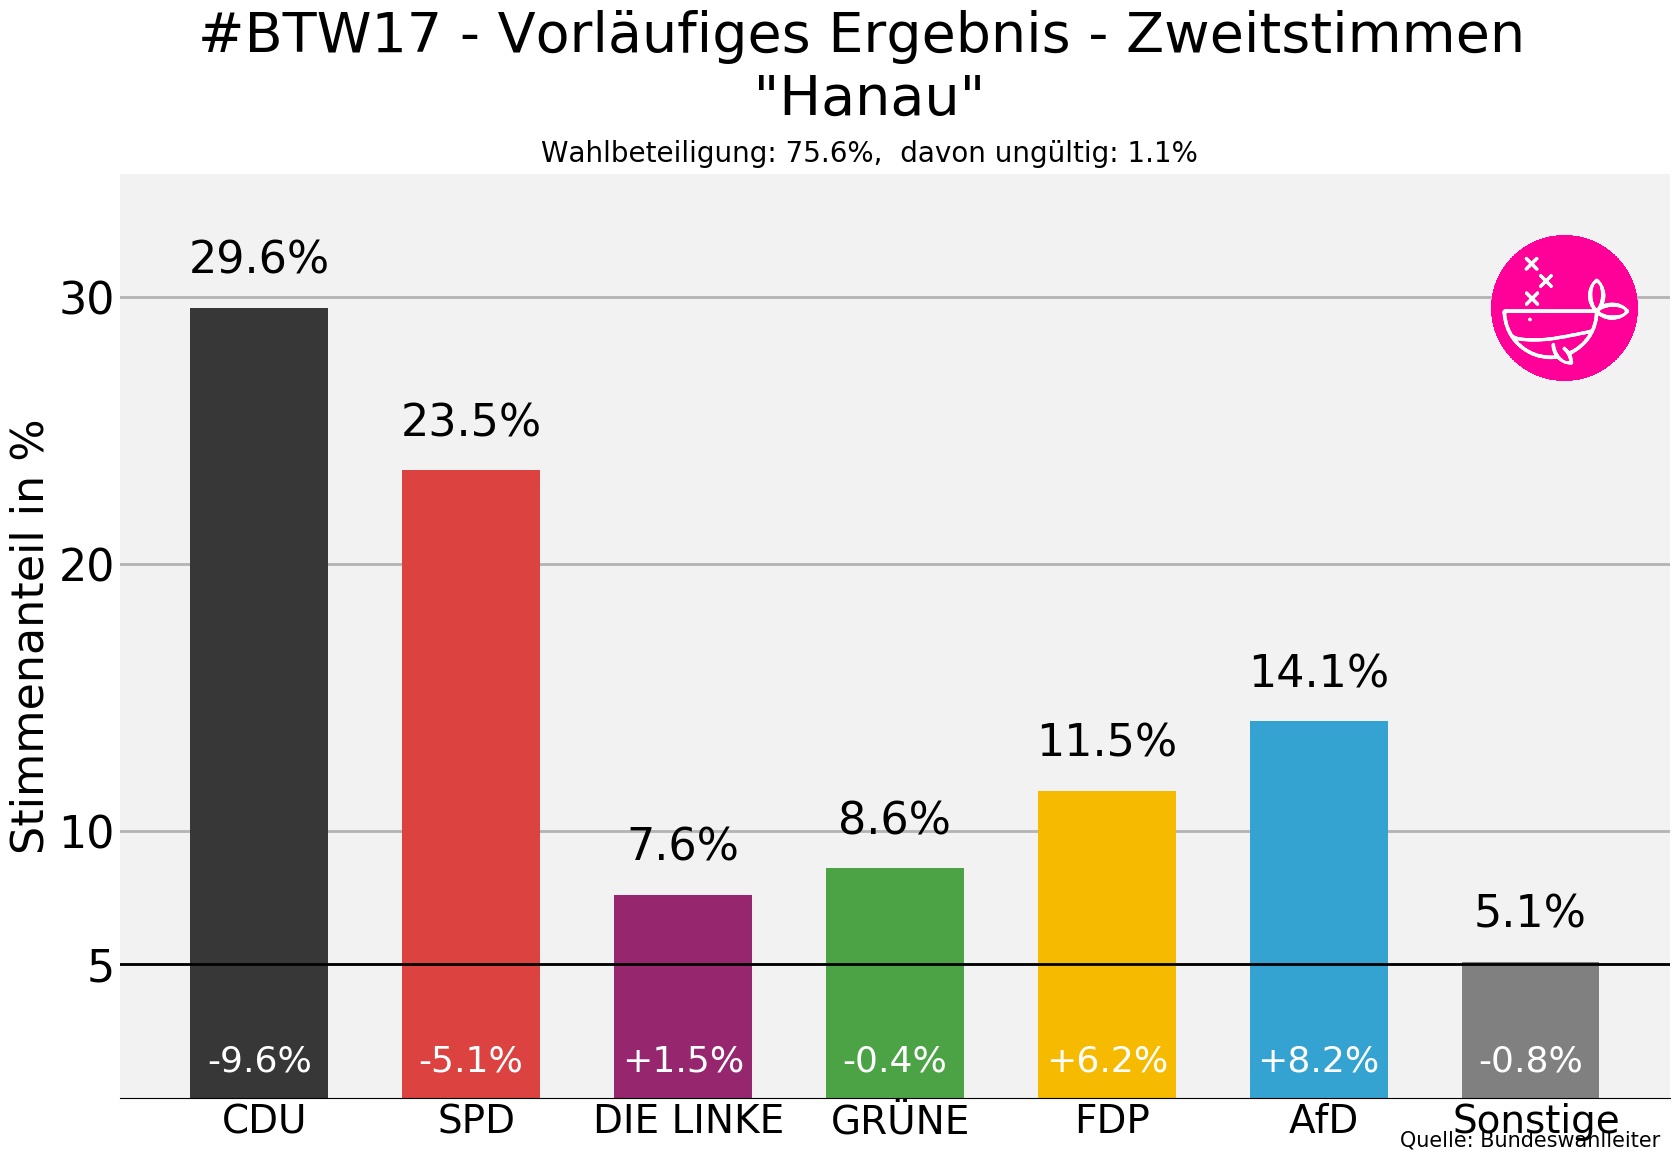 #BTW17 - Vorläufiges Ergebnis - Zweitstimmen
"Hanau"
Wahlbeteiligung: 75.6%,  davon ungültig: 1.1%
Stimmenanteil in %
30
20
10
5
29.6%
23.5%
7.6%
8.6%
11.5%
14.1%
5.1%
-9.6%
-5.1%
+1.5%
-0.4%
+6.2%
+8.2%
-0.8%
CDU
SPD
DIE LINKE
GRÜNE
FDP
AfD
Sonstige
Quelle: Bundeswahlleiter